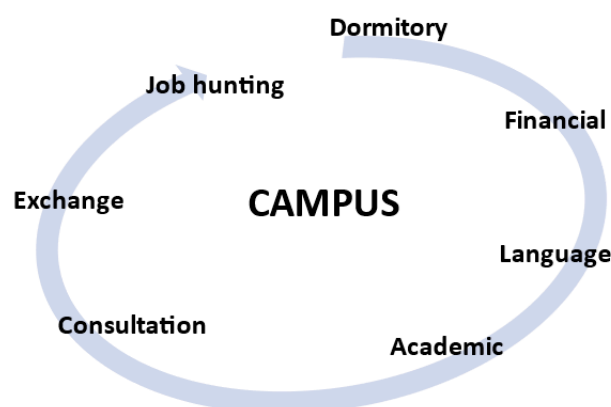 Dormitory
Financial
Language
Academic
Consultation
Exchange
Job hunting
CAMPUS